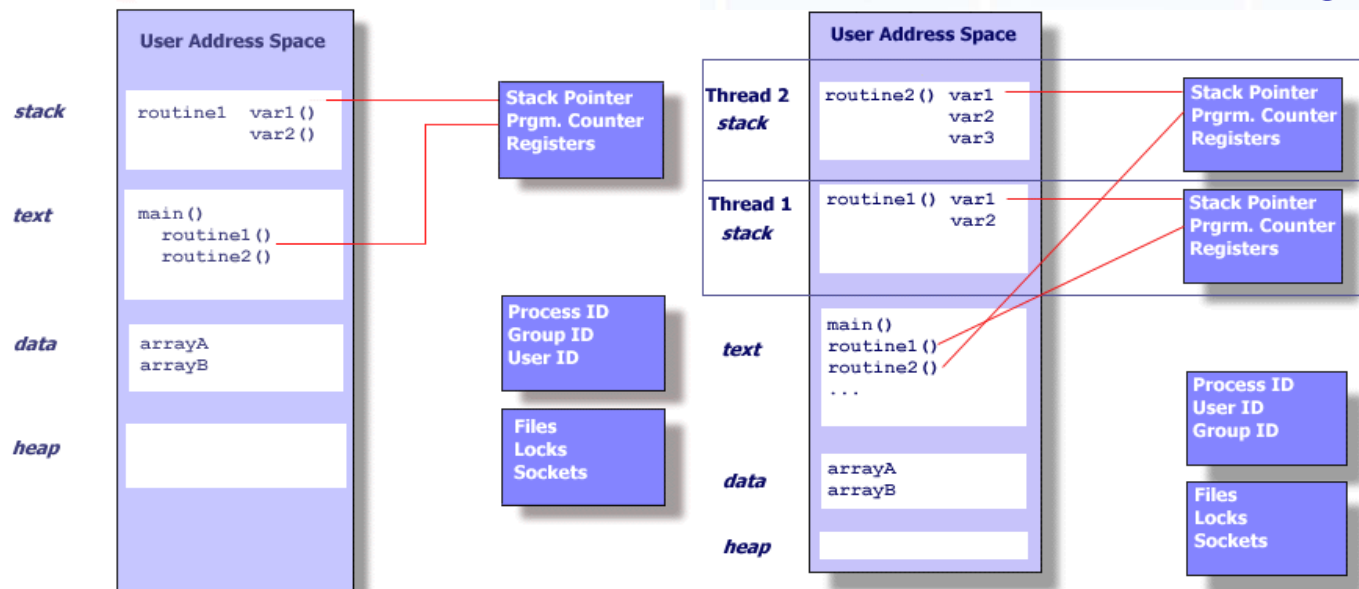 User Address Space
stack
routine1 var1()
var2()
Stack Pointer
Prgm. Counter
Registers
text
main()
routine1()
routine2()
data
arrayA
arrayB
Process ID
Group ID
User ID
heap
Files
Locks
Sockets
User Address Space
Thread 2
stack
routine2() var1
var2
var3
Stack Pointer
Prgrm. Counter
Registers
Thread 1
stack
routine1() var1
var2
Stack Pointer
Prgrm. Counter
Registers
text
main()
routine1()
routine2()
...
Process ID
User ID
Group ID
data
arrayA
arrayB
Files
Locks
Sockets
heap